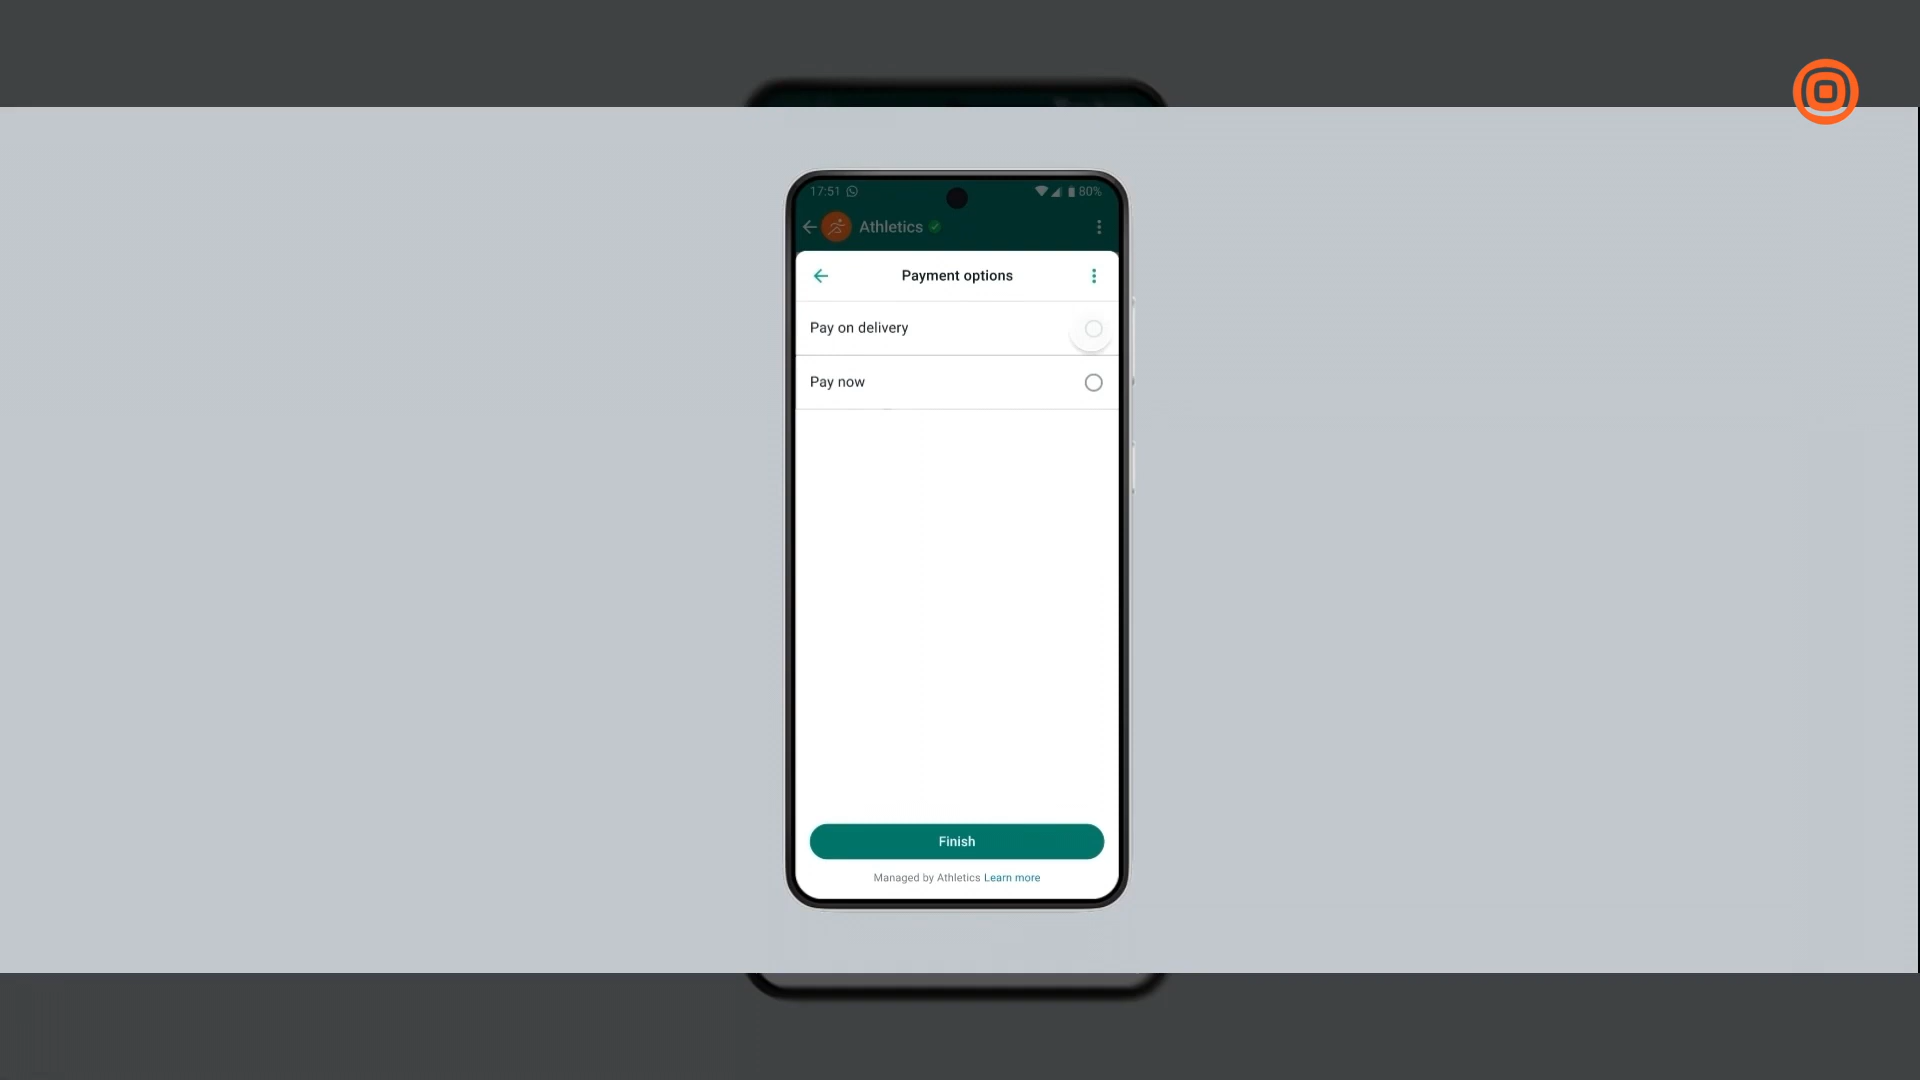 17:51
80%
Athletics
Payment options
Pay on delivery
Pay now
Finish
Managed by Athletics Learn more